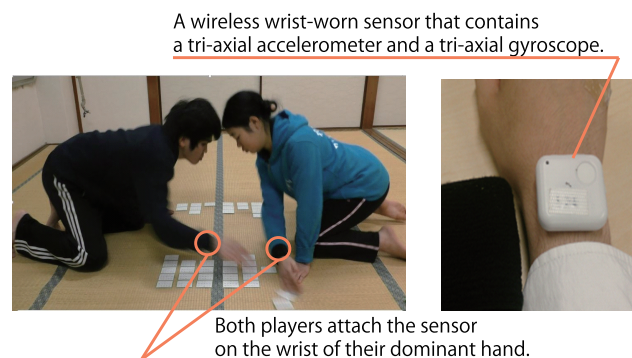 A wireless wrist-worn sensor that contains
a tri-axial accelerometer and a tri-axial gyroscope.
Both players attach the sensor
on the wrist of their dominant hand.